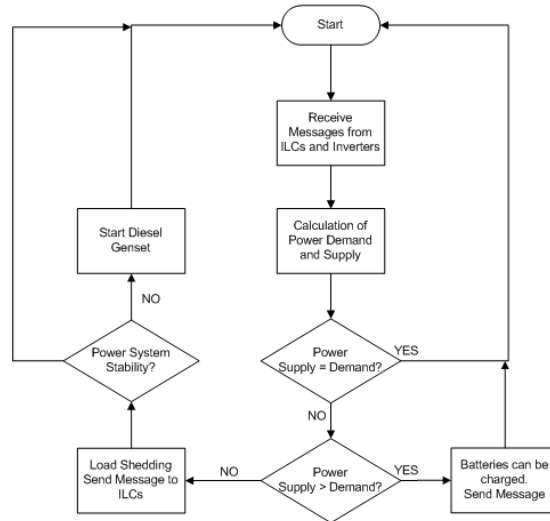 Start
Receive
Messages from
ILCs and Inverters
Calculation of
Power Demand
and Supply
Start Diesel
Genset
NO
Power System
Stability?
Power
Supply = Demand?
YES
NO
Load Shedding
Send Message to
ILCs
NO
Power
Supply > Demand?
YES
Batteries can be
charged.
Send Message